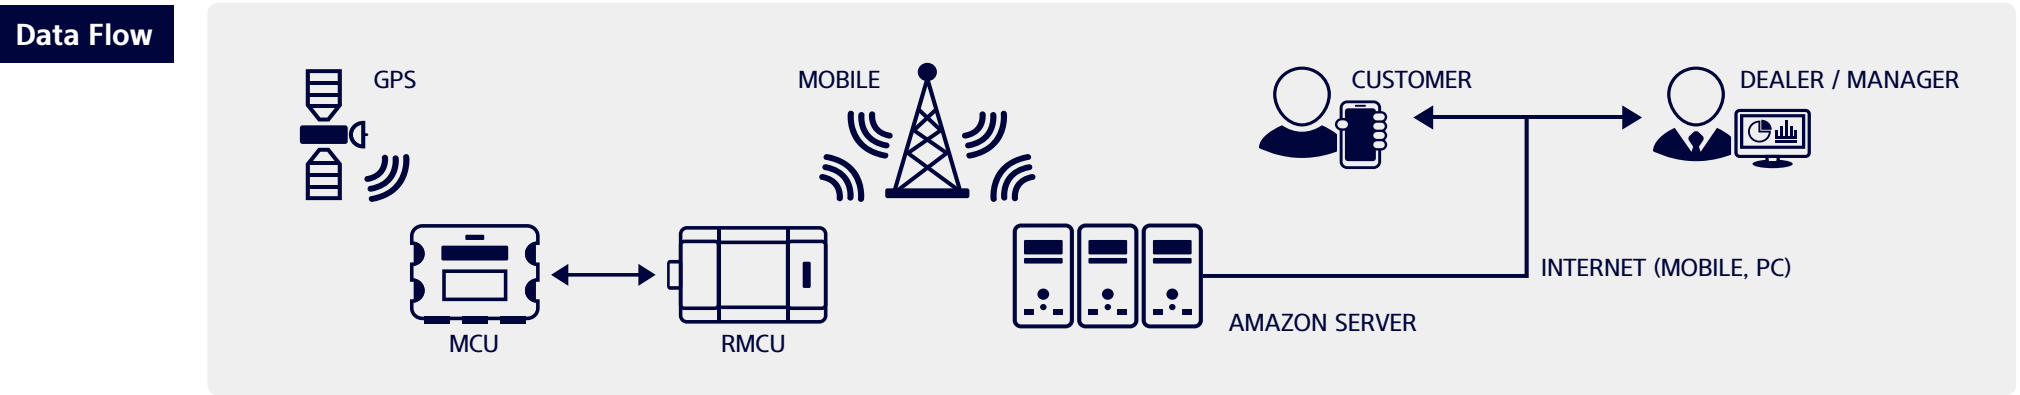 Data Flow
GPS
MOBILE
CUSTOMER
DEALER / MANAGER
INTERNET (MOBILE, PC)
AMAZON SERVER
MCU
RMCU